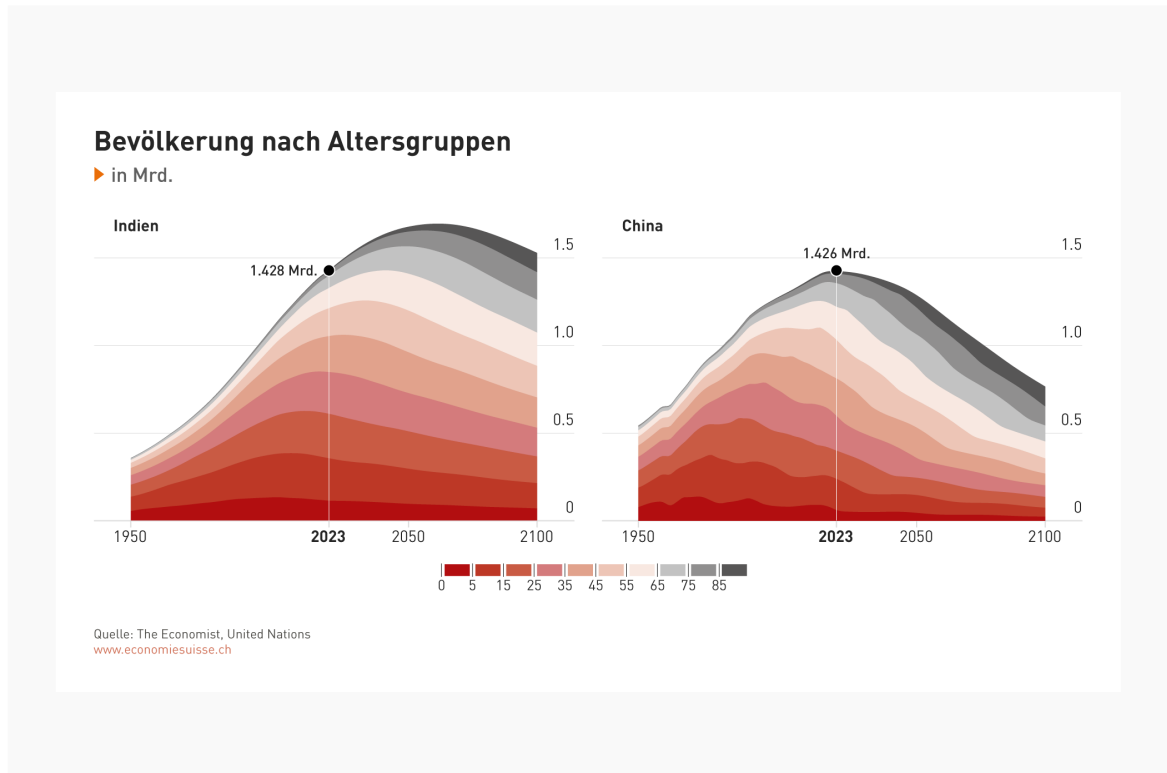 Bevölkerung nach Altersgruppen
in Mrd.
Indien
1.5
1.428 Mrd.
1.0
0.5
0
1950 2023 2050 2100
China
1.5
1.426 Mrd.
1.0
0.5
0
1950 2023 2050 2100
0 5 15 25 35 45 55 65 75 85
Quelle: The Economist, United Nations
www.economiesuisse.ch